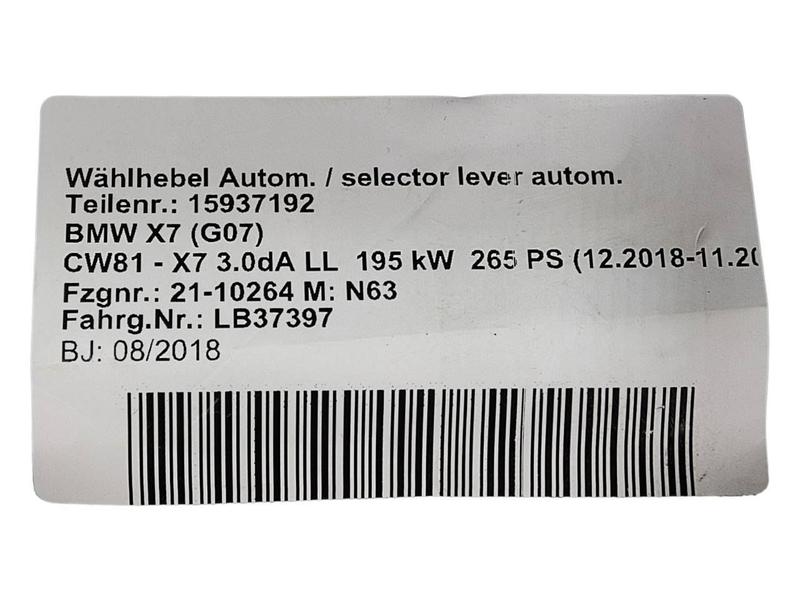 Wählhebel Autom. / selector lever autom.
Teilenr.: 15937192
BMW X7 (G07)
CW81 - X7 3.0dA LL 195 kW 265 PS (12.2018-11.20
Fzgnr.: 21-10264 M: N63
Fahrg.Nr.: LB37397
BJ: 08/2018